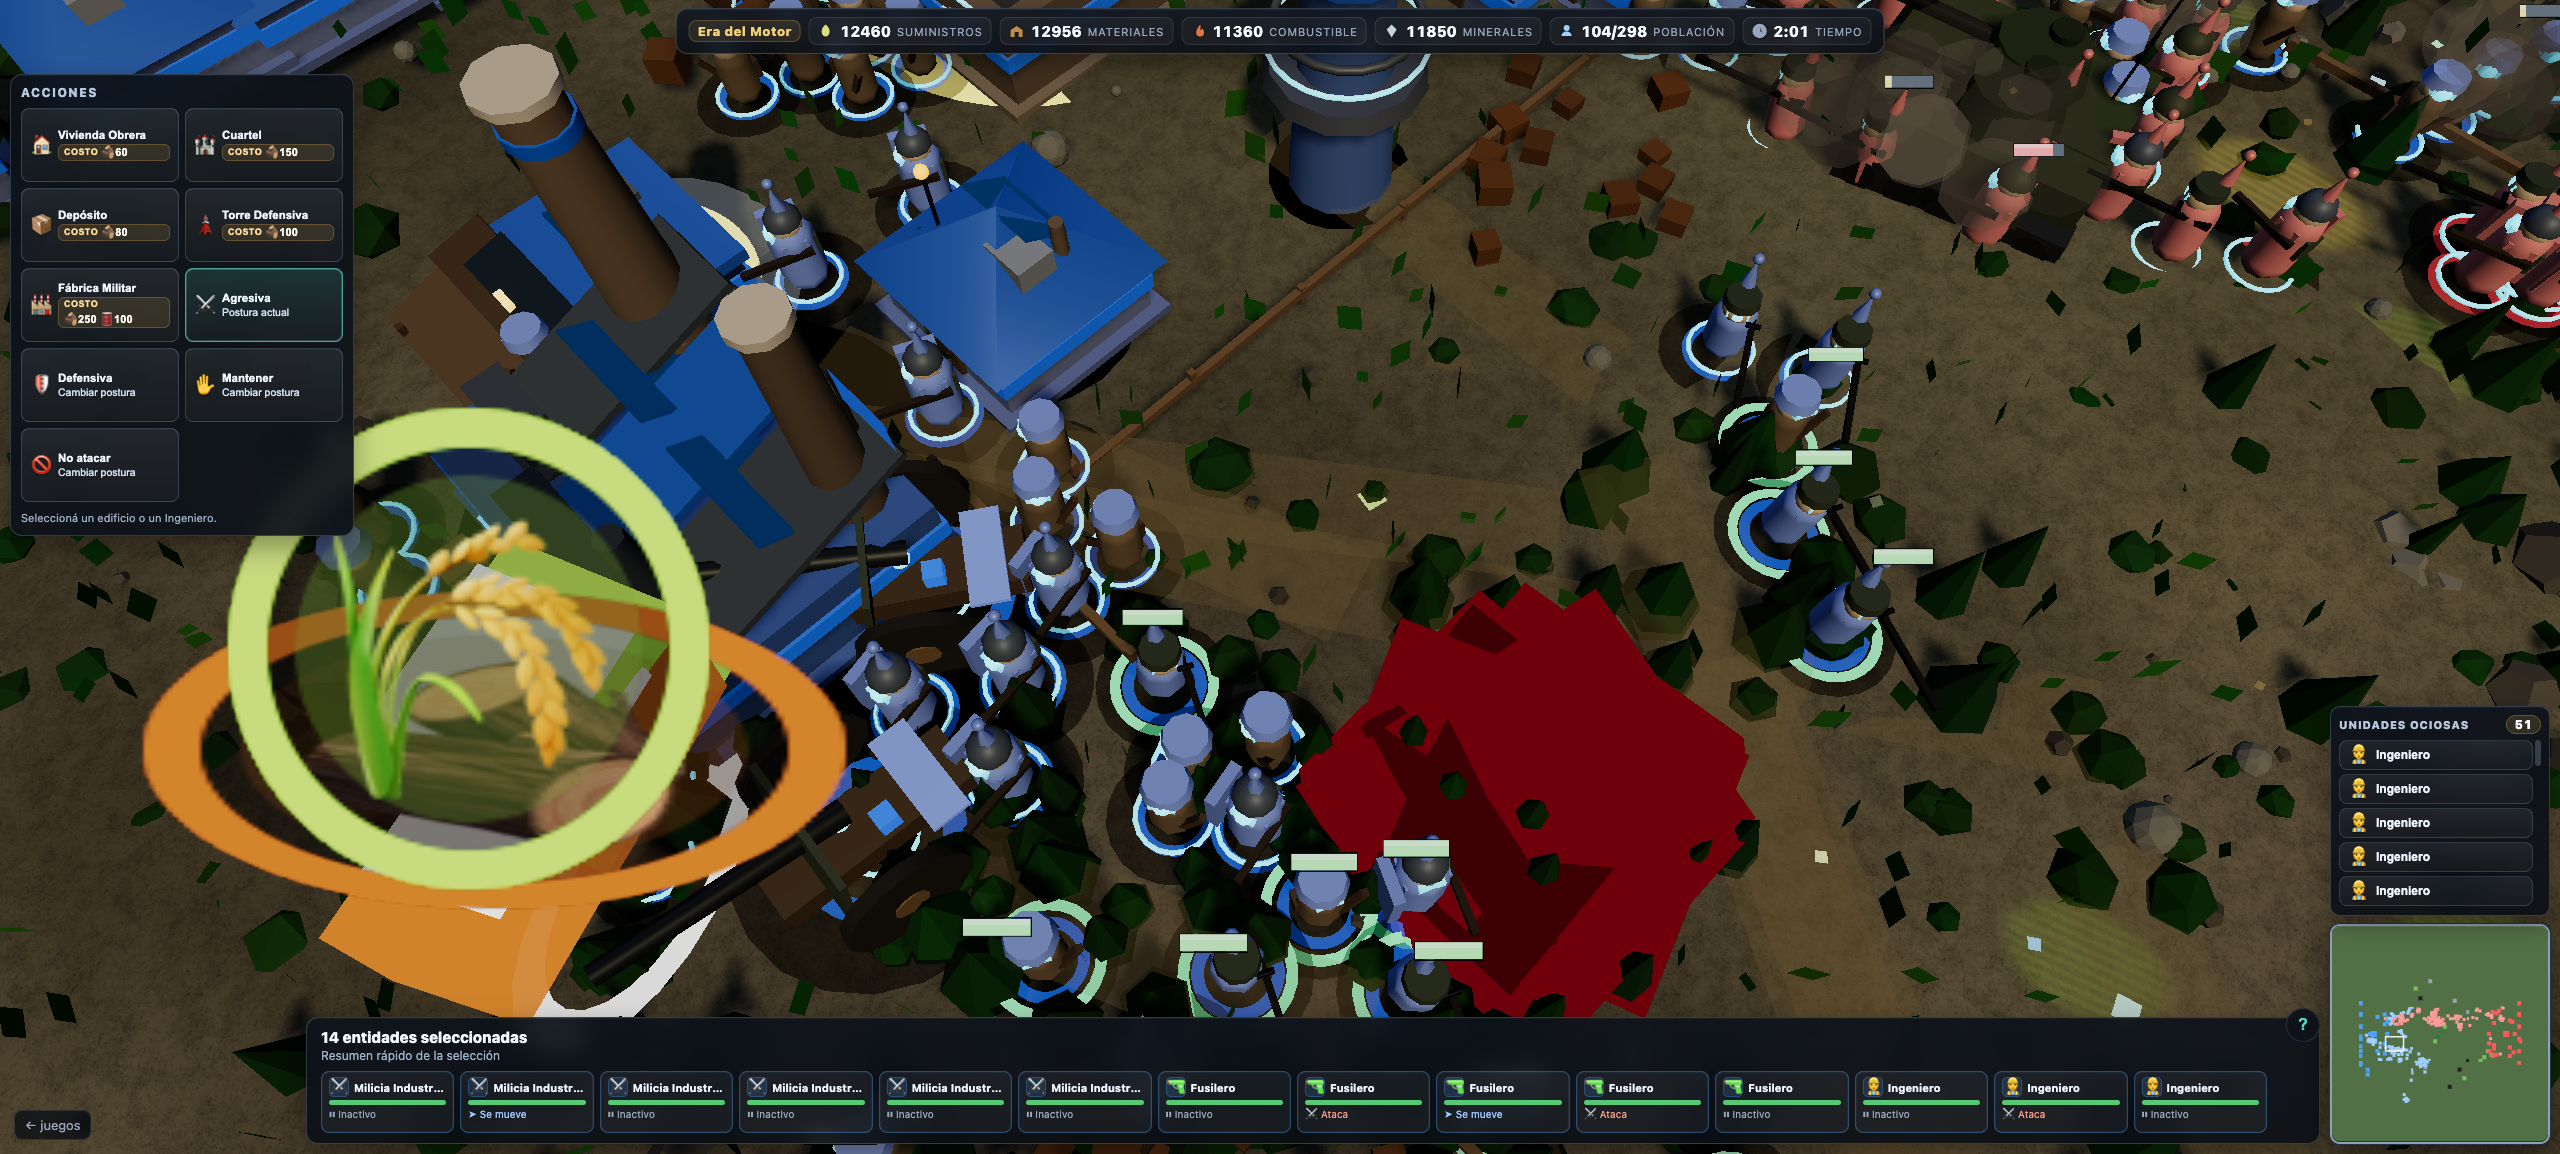 Era del Motor
12460 SUMINISTROS
12956 MATERIALES
11360 COMBUSTIBLE
11850 MINERALES
104/298 POBLACIÓN
2:01 TIEMPO
ACCIONES
Vivienda Obrera
COSTO 60
Cuartel
COSTO 150
Depósito
COSTO 80
Torre Defensiva
COSTO 100
Fábrica Militar
COSTO
250 100
Agresiva
Postura actual
Defensiva
Cambiar postura
Mantener
Cambiar postura
No atacar
Cambiar postura
Seleccioná un edificio o un Ingeniero.
UNIDADES OCIOSAS 51
Ingeniero
Ingeniero
Ingeniero
Ingeniero
Ingeniero
?
14 entidades seleccionadas
Resumen rápido de la selección
Milicia Industr...
Inactivo
Milicia Industr...
Se mueve
Milicia Industr...
Inactivo
Milicia Industr...
Inactivo
Milicia Industr...
Inactivo
Milicia Industr...
Inactivo
Fusilero
Inactivo
Fusilero
Ataca
Fusilero
Se mueve
Fusilero
Ataca
Fusilero
Inactivo
Ingeniero
Inactivo
Ingeniero
Ataca
Ingeniero
Inactivo
← juegos